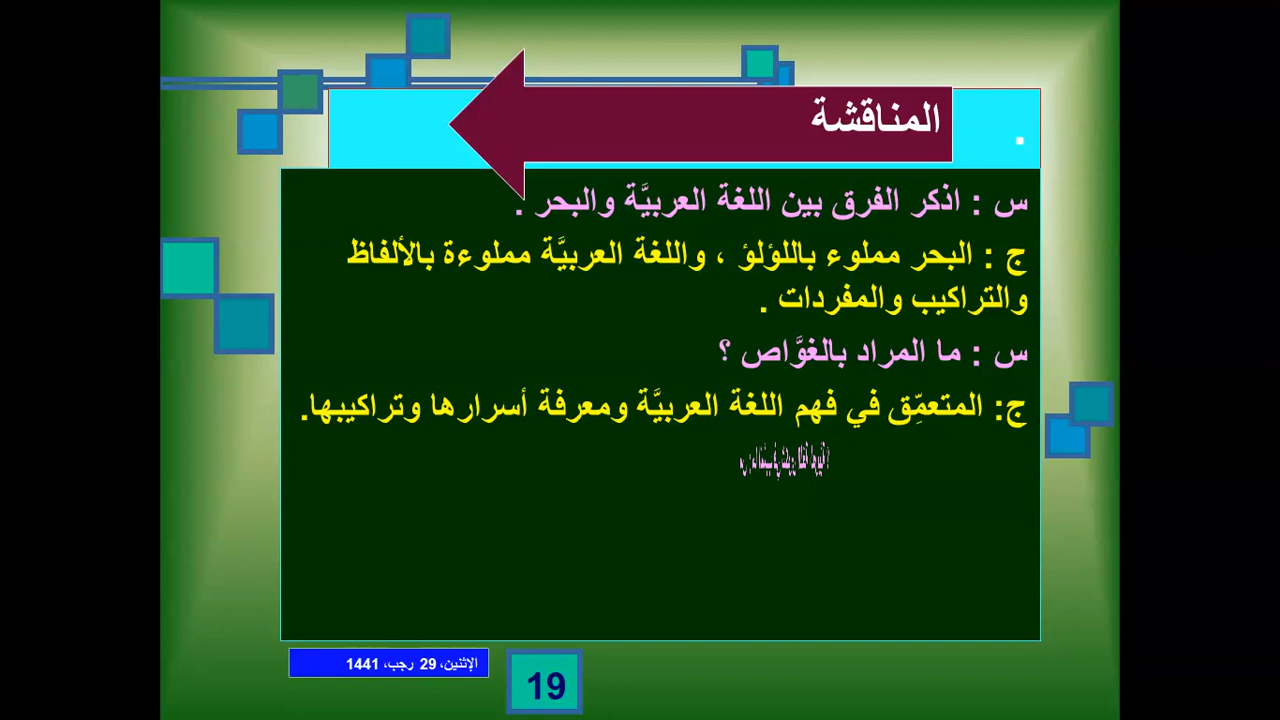 المناقشة
.
س : اذكر الفرق بين اللغة العربيَّة والبحر .
ج : البحر مملوء باللؤلؤ ، واللغة العربيَّة مملوءة بالألفاظ
والتراكيب والمفردات .
س : ما المراد بالغوَّاص ؟
ج: المتعمِّق في فهم اللغة العربيَّة ومعرفة أسرارها وتراكيبها.
الإثنين، 29 رجب، 1441
19